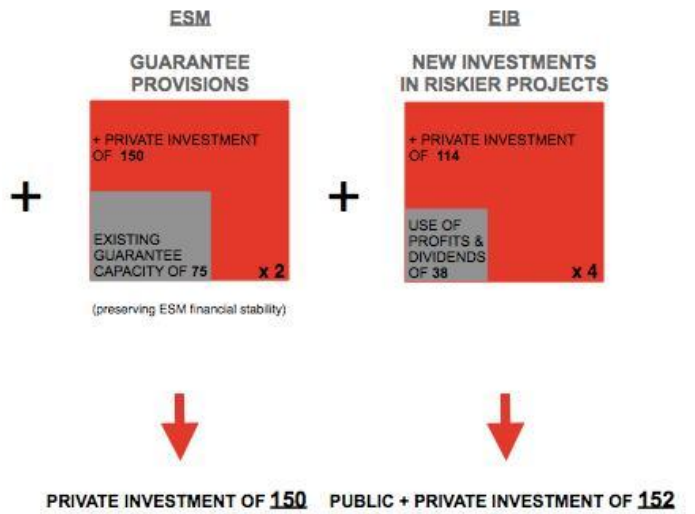 ESM
GUARANTEE
PROVISIONS
+
+ PRIVATE INVESTMENT
OF 150
EXISTING
GUARANTEE
CAPACITY OF 75
x 2
(preserving ESM financial stability)
PRIVATE INVESTMENT OF 150
EIB
NEW INVESTMENTS
IN RISKIER PROJECTS
+
+ PRIVATE INVESTMENT
OF 114
USE OF
PROFITS &
DIVIDENDS
OF 38
x 4
PUBLIC + PRIVATE INVESTMENT OF 152